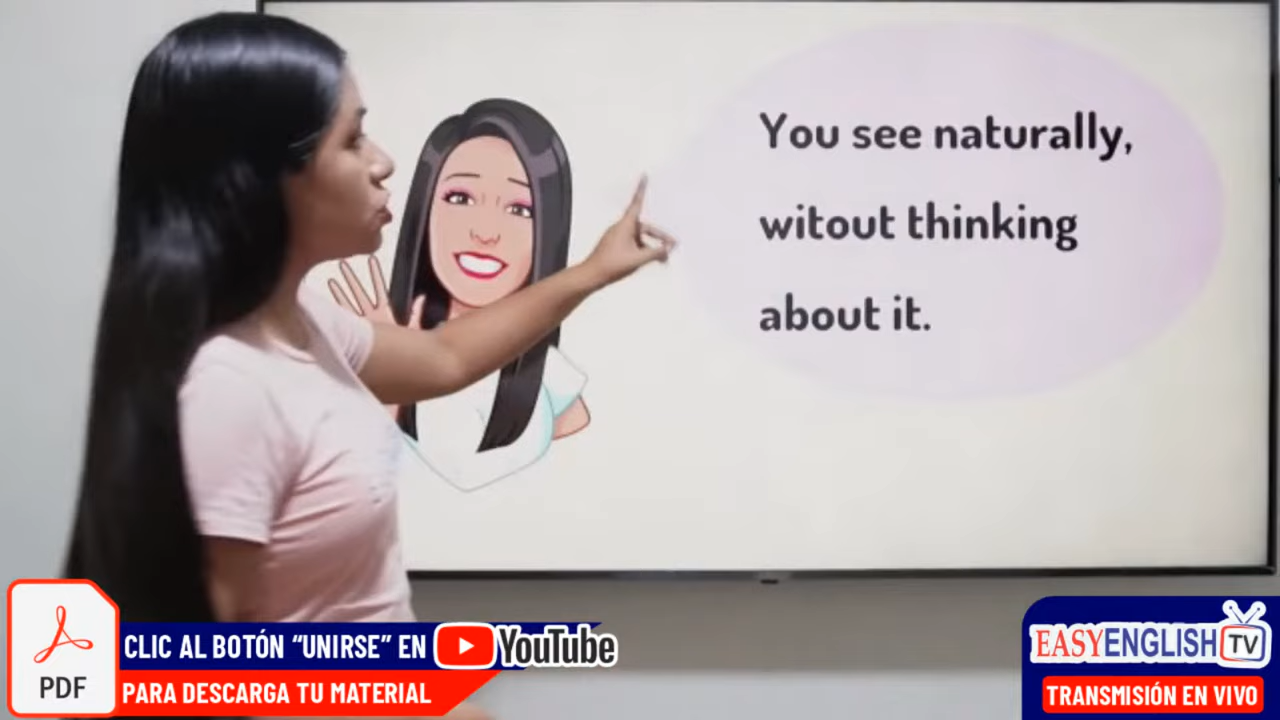 You see naturally,
witout thinking
about it.
PDF
CLIC AL BOTÓN “UNIRSE” EN YouTube
PARA DESCARGA TU MATERIAL
EASYENGLISH TV
TRANSMISIÓN EN VIVO